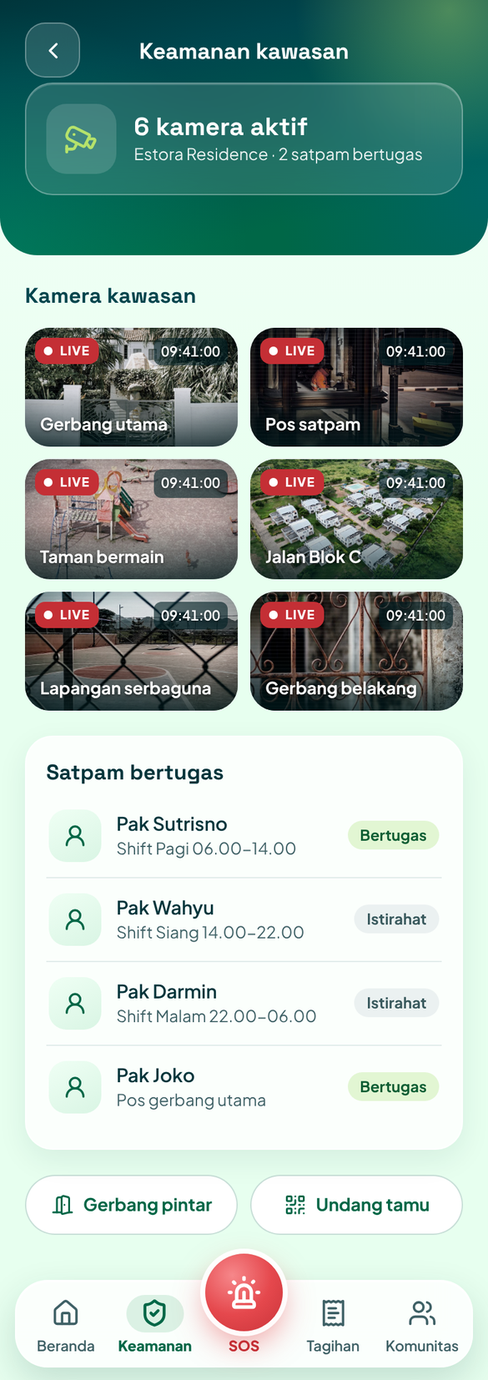 Keamanan kawasan
6 kamera aktif
Estora Residence · 2 satpam bertugas
Kamera kawasan
LIVE 09:41:00
Gerbang utama
LIVE 09:41:00
Pos satpam
LIVE 09:41:00
Taman bermain
LIVE 09:41:00
Jalan Blok C
LIVE 09:41:00
Lapangan serbaguna
LIVE 09:41:00
Gerbang belakang
Satpam bertugas
Pak Sutrisno
Shift Pagi 06.00–14.00
Bertugas
Pak Wahyu
Shift Siang 14.00–22.00
Istirahat
Pak Darmin
Shift Malam 22.00–06.00
Istirahat
Pak Joko
Pos gerbang utama
Bertugas
Gerbang pintar
Undang tamu
Beranda
Keamanan
SOS
Tagihan
Komunitas